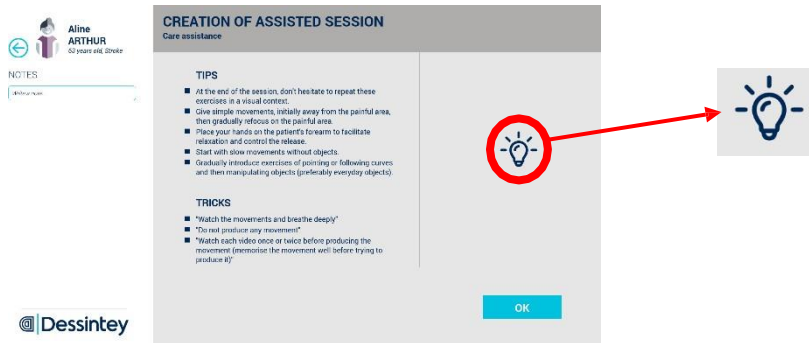 Aline
ARTHUR
63 years old, Stroke
NOTES
CREATION OF ASSISTED SESSION
Care assistance
TIPS
At the end of the session, don't hesitate to repeat these
exercises in a visual context.
Give simple movements, initially away from the painful area,
then gradually refocus on the painful area.
Place your hands on the patient's forearm to facilitate
relaxation and control the release.
Start with slow movements without objects.
Gradually introduce exercises of pointing or following curves
and then manipulating objects (preferably everyday objects).
TRICKS
"Watch the movements and breathe deeply"
"Do not produce any movement"
"Watch each video once or twice before producing the
movement (memorise the movement well before trying to
produce it)"
OK
Dessintey